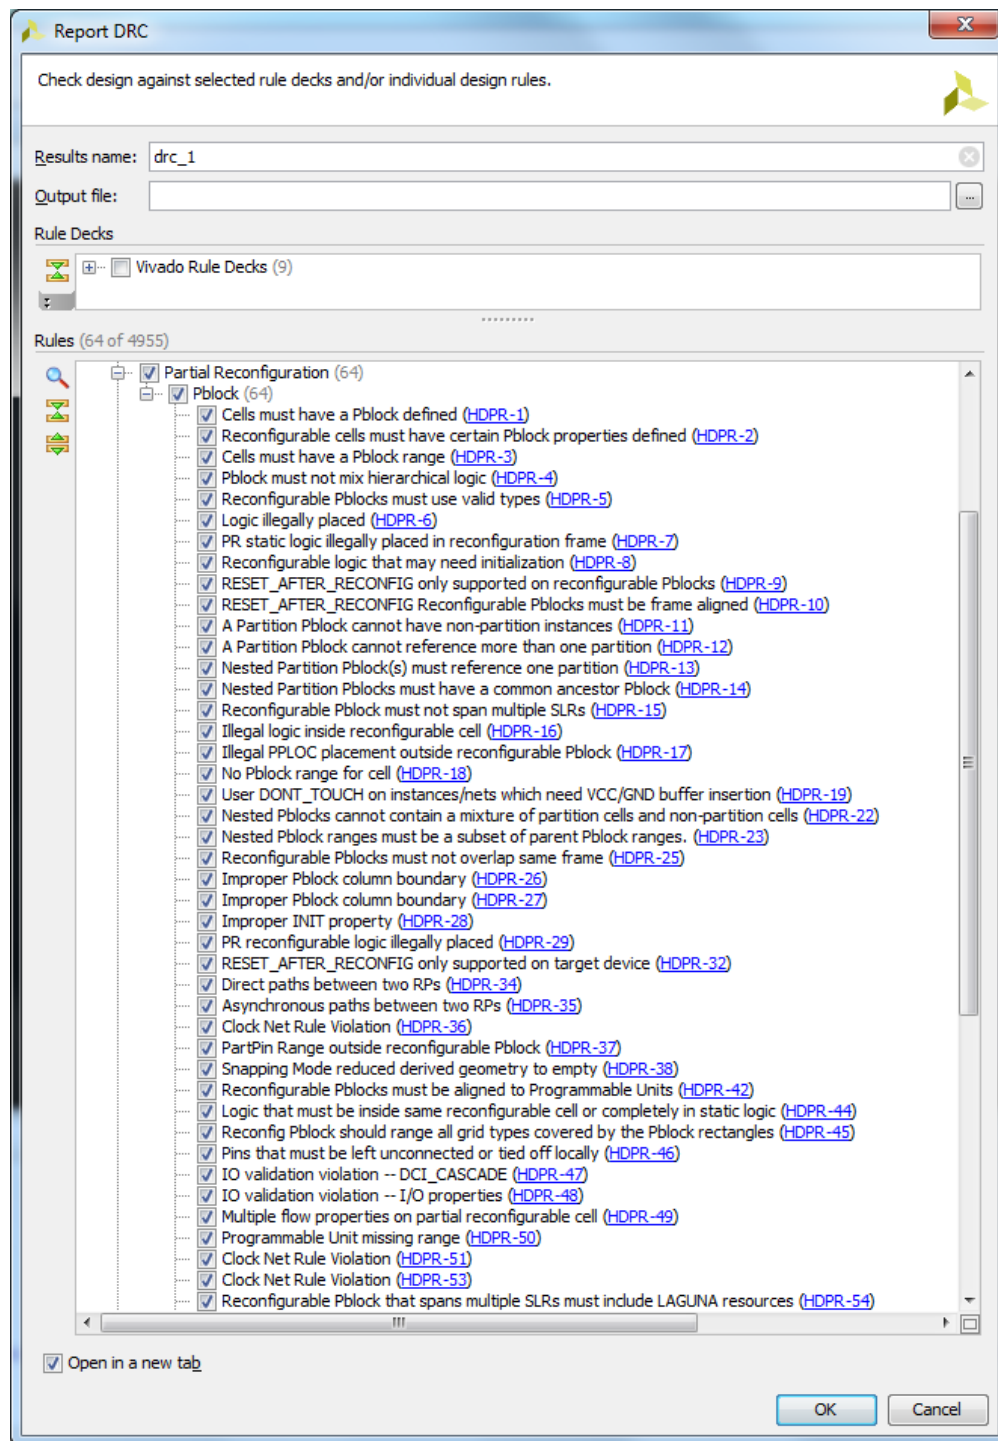 Report DRC
Check design against selected rule decks and/or individual design rules.
Results name: drc_1
Output file:
...
Rule Decks
Vivado Rule Decks (9)
Rules (64 of 4955)
Partial Reconfiguration (64)
Pblock (64)
Cells must have a Pblock defined (HDPR-1)
Reconfigurable cells must have certain Pblock properties defined (HDPR-2)
Cells must have a Pblock range (HDPR-3)
Pblock must not mix hierarchical logic (HDPR-4)
Reconfigurable Pblocks must use valid types (HDPR-5)
Logic illegally placed (HDPR-6)
PR static logic illegally placed in reconfiguration frame (HDPR-7)
Reconfigurable logic that may need initialization (HDPR-8)
RESET_AFTER_RECONFIG only supported on reconfigurable Pblocks (HDPR-9)
RESET_AFTER_RECONFIG Reconfigurable Pblocks must be frame aligned (HDPR-10)
A Partition Pblock cannot have non-partition instances (HDPR-11)
A Partition Pblock cannot reference more than one partition (HDPR-12)
Nested Partition Pblock(s) must reference one partition (HDPR-13)
Nested Partition Pblocks must have a common ancestor Pblock (HDPR-14)
Reconfigurable Pblock must not span multiple SLRs (HDPR-15)
Illegal logic inside reconfigurable cell (HDPR-16)
Illegal PPLOC placement outside reconfigurable Pblock (HDPR-17)
No Pblock range for cell (HDPR-18)
User DONT_TOUCH on instances/nets which need VCC/GND buffer insertion (HDPR-19)
Nested Pblocks cannot contain a mixture of partition cells and non-partition cells (HDPR-22)
Nested Pblock ranges must be a subset of parent Pblock ranges. (HDPR-23)
Reconfigurable Pblocks must not overlap same frame (HDPR-25)
Improper Pblock column boundary (HDPR-26)
Improper Pblock column boundary (HDPR-27)
Improper INIT property (HDPR-28)
PR reconfigurable logic illegally placed (HDPR-29)
RESET_AFTER_RECONFIG only supported on target device (HDPR-32)
Direct paths between two RPs (HDPR-34)
Asynchronous paths between two RPs (HDPR-35)
Clock Net Rule Violation (HDPR-36)
PartPin Range outside reconfigurable Pblock (HDPR-37)
Snapping Mode reduced derived geometry to empty (HDPR-38)
Reconfigurable Pblocks must be aligned to Programmable Units (HDPR-42)
Logic that must be inside same reconfigurable cell or completely in static logic (HDPR-44)
Reconfig Pblock should range all grid types covered by the Pblock rectangles (HDPR-45)
Pins that must be left unconnected or tied off locally (HDPR-46)
IO validation violation -- DCI_CASCADE (HDPR-47)
IO validation violation -- I/O properties (HDPR-48)
Multiple flow properties on partial reconfigurable cell (HDPR-49)
Programmable Unit missing range (HDPR-50)
Clock Net Rule Violation (HDPR-51)
Clock Net Rule Violation (HDPR-53)
Reconfigurable Pblock that spans multiple SLRs must include LAGUNA resources (HDPR-54)
Open in a new tab
OK Cancel